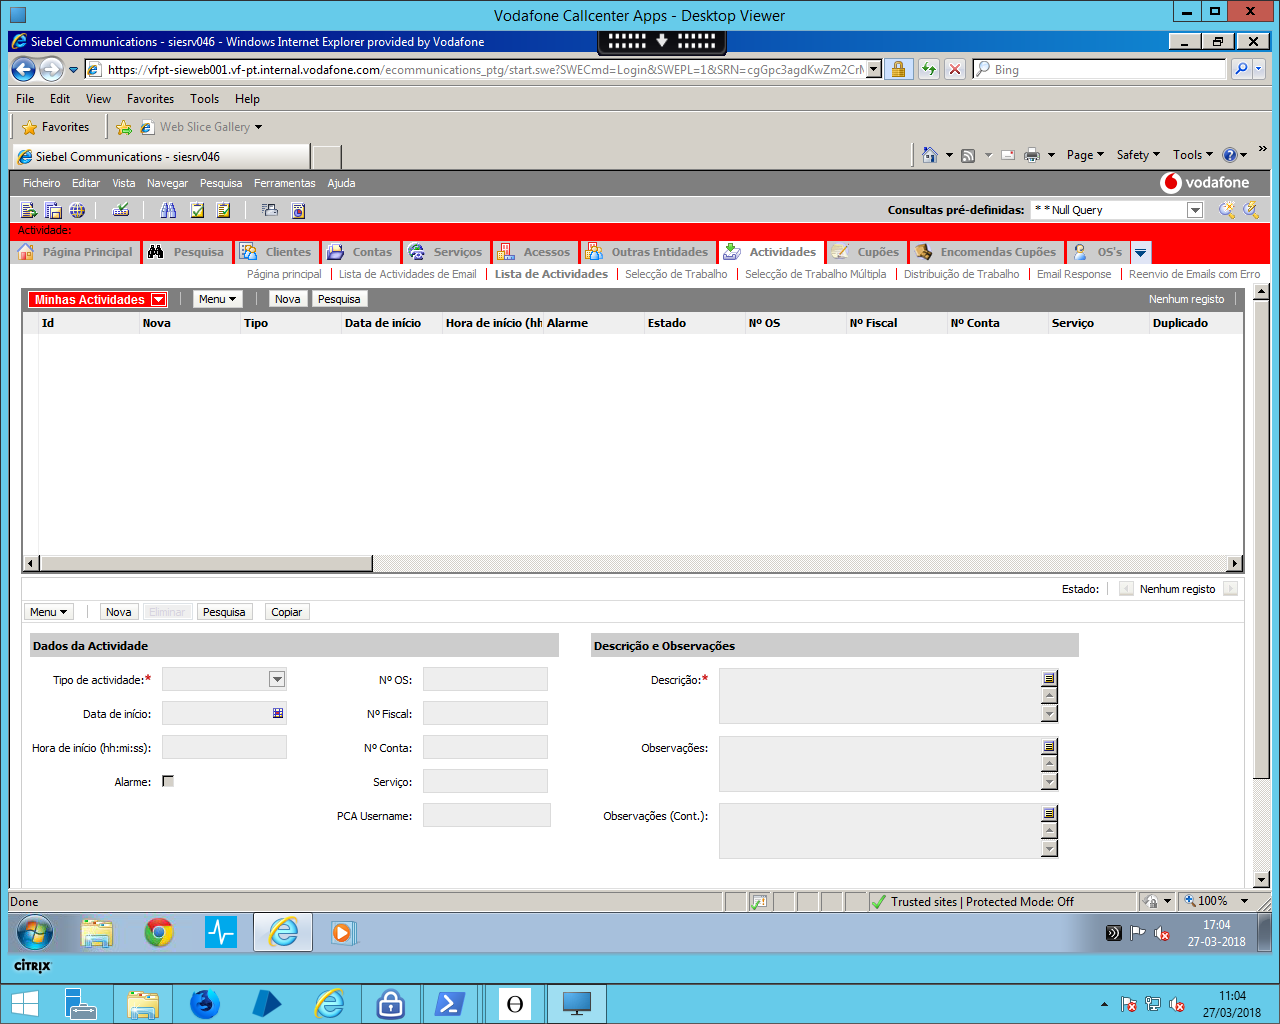 Vodafone Callcenter Apps - Desktop Viewer
Siebel Communications - siesrv046 - Windows Internet Explorer provided by Vodafone
https://vfpt-sieweb001.vf-pt.internal.vodafone.com/ecommunications_ptg/start.swe?SWECmd=Login&SWEPL=1&SRN=cgGpc3agdKwZm2CrM
Bing
File Edit View Favorites Tools Help
Favorites Web Slice Gallery
Siebel Communications - siesrv046
Page Safety Tools
Ficheiro Editar Vista Navegar Pesquisa Ferramentas Ajuda
vodafone
Consultas pré-definidas: * *Null Query
Actividade:
Página Principal Pesquisa Clientes Contas Serviços Acessos Outras Entidades Actividades Cupões Encomendas Cupões OS's
Página principal | Lista de Actividades de Email | Lista de Actividades | Selecção de Trabalho | Selecção de Trabalho Múltipla | Distribuição de Trabalho | Email Response | Reenvio de Emails com Erro
Minhas Actividades Menu Nova Pesquisa Nenhum registo
Id Nova Tipo Data de início Hora de início (hh Alarme Estado Nº OS Nº Fiscal Nº Conta Serviço Duplicado
Estado: Nenhum registo
Menu Nova Eliminar Pesquisa Copiar
Dados da Actividade
Descrição e Observações
Tipo de actividade:* Nº OS: Descrição:*
Data de início: Nº Fiscal:
Hora de início (hh:mi:ss): Nº Conta: Observações:
Alarme: Serviço:
PCA Username: Observações (Cont.):
Done Trusted sites | Protected Mode: Off 100%
17:04
27-03-2018
CITRIX
11:04
27/03/2018